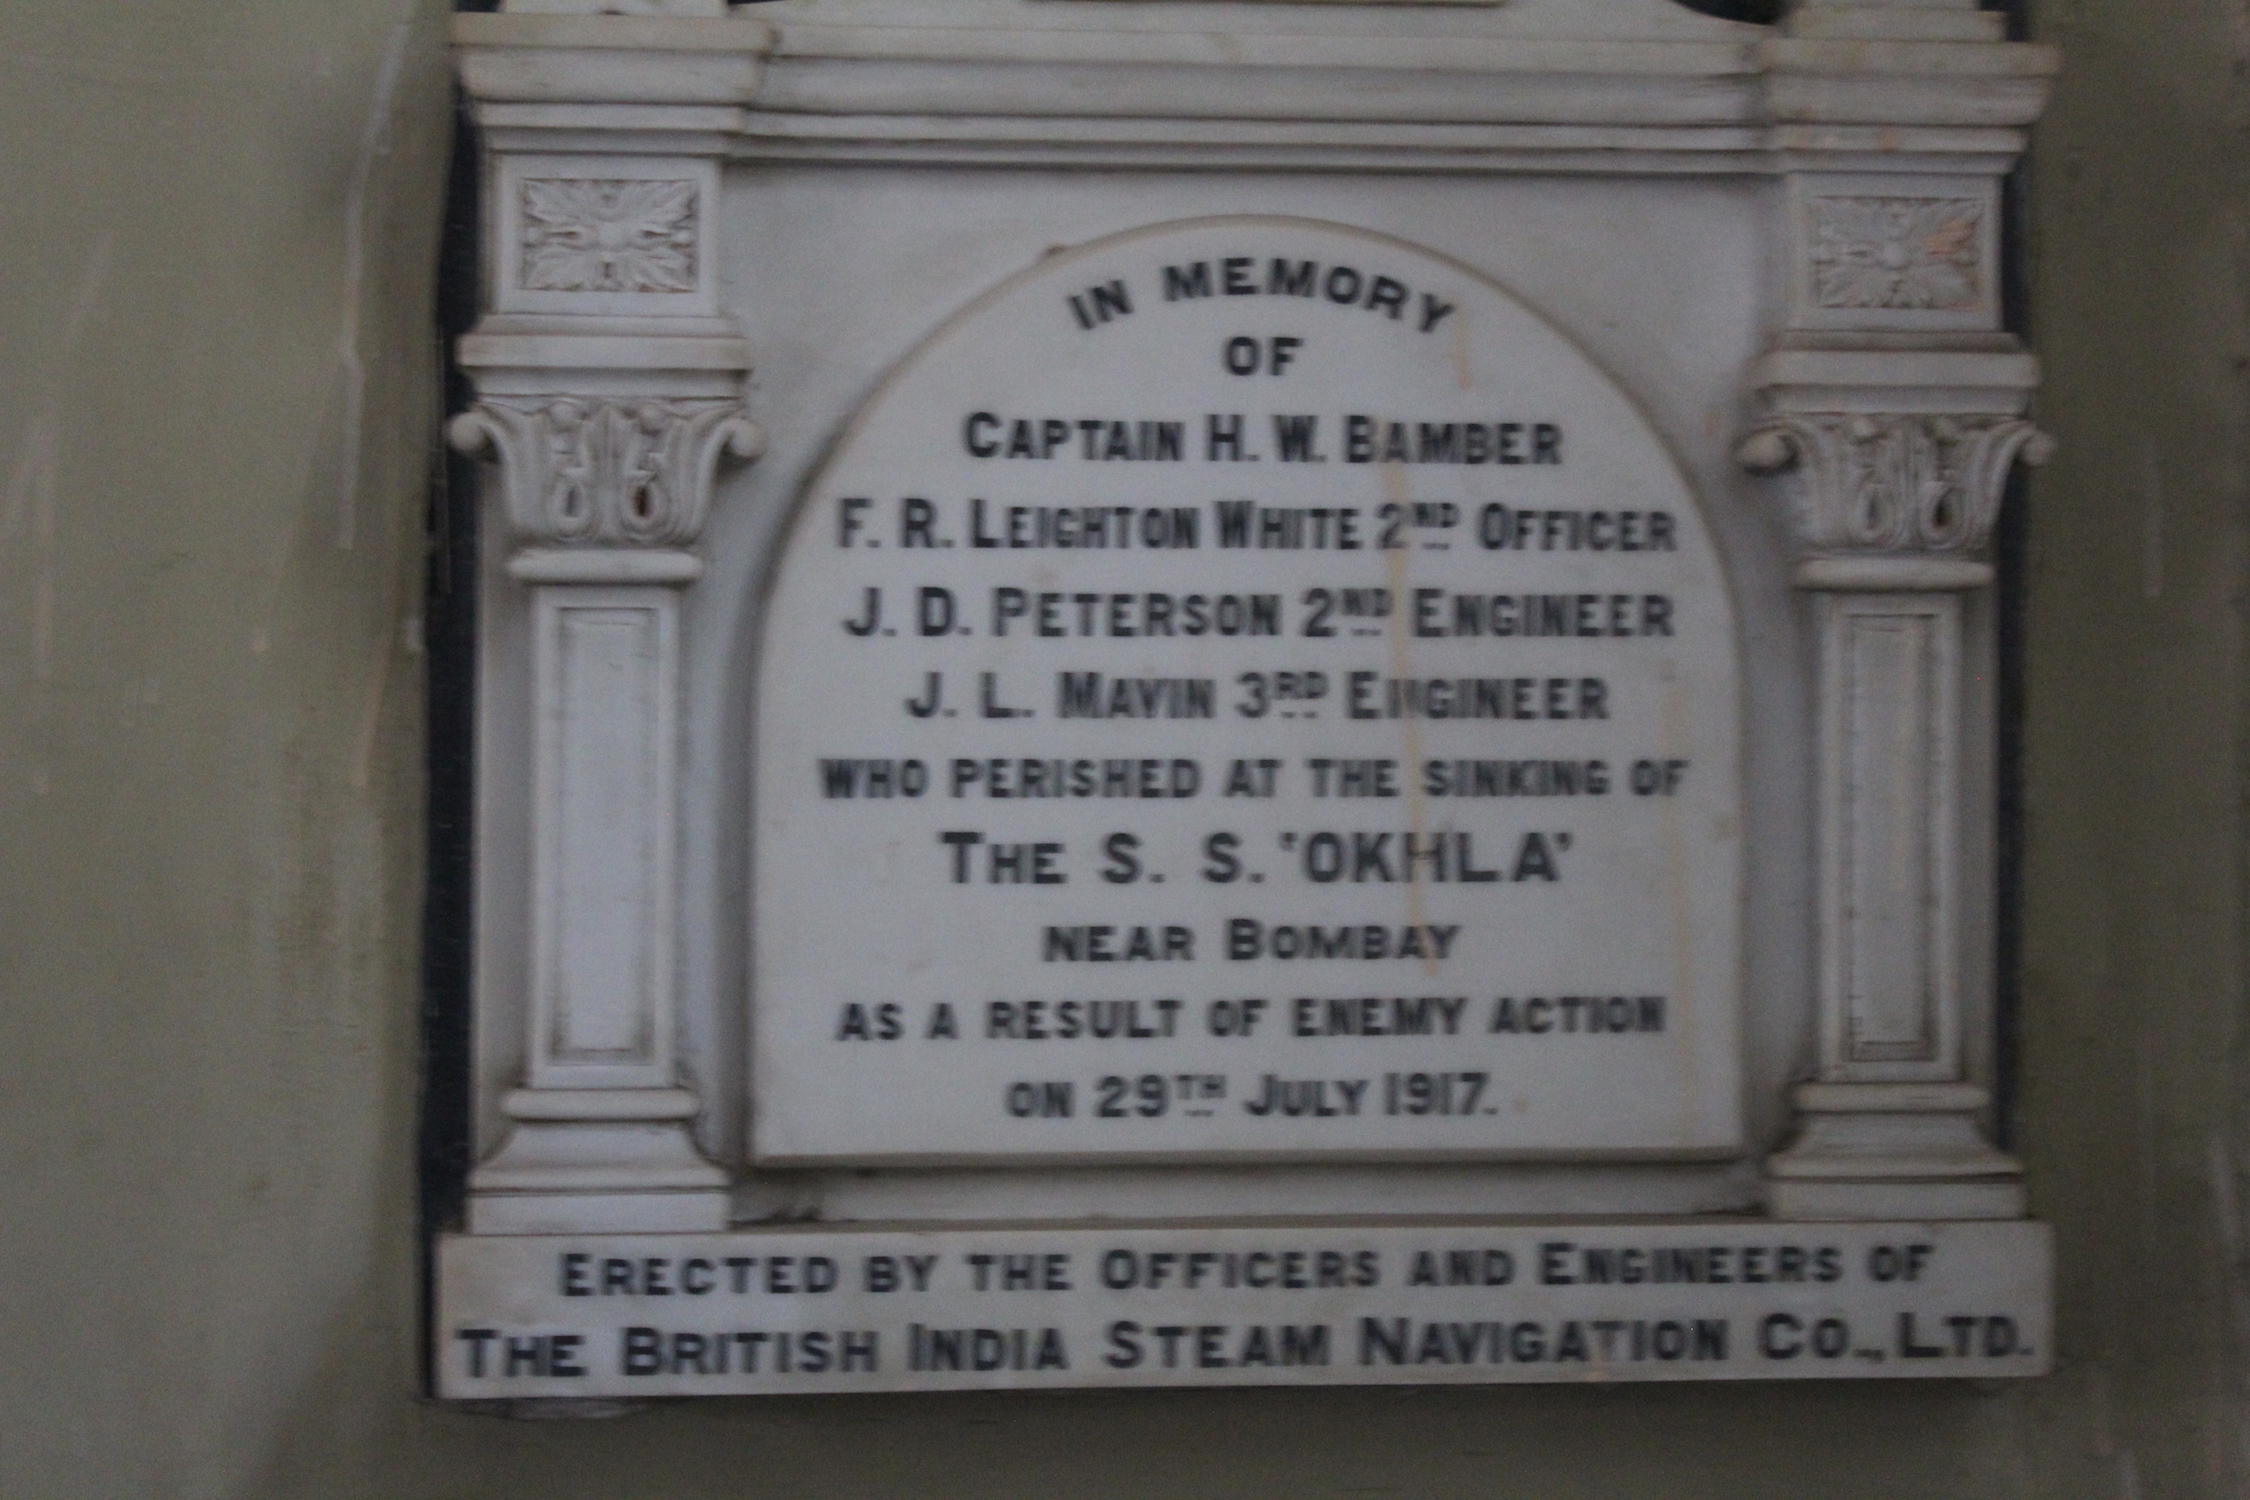 IN MEMORY
OF
CAPTAIN H. W. BAMBER
F. R. LEIGHTON WHITE 2ND OFFICER
J. D. PETERSON 2ND ENGINEER
J. L. MAVIN 3RD ENGINEER
WHO PERISHED AT THE SINKING OF
THE S. S. 'OKHLA'
NEAR BOMBAY
AS A RESULT OF ENEMY ACTION
ON 29TH JULY 1917.
ERECTED BY THE OFFICERS AND ENGINEERS OF
THE BRITISH INDIA STEAM NAVIGATION CO., LTD.